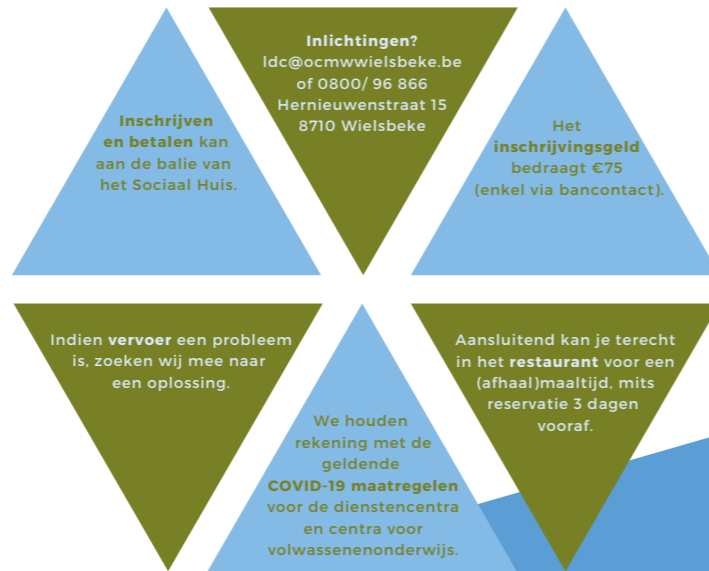 Inschrijven
en betalen kan
aan de balie van
het Sociaal Huis.
Inlichtingen?
ldc@ocmwwielsbeke.be
of 0800/ 96 866
Hernieuwenstraat 15
8710 Wielsbeke
Het
inschrijvingsgeld
bedraagt €75
(enkel via bancontact).
Indien vervoer een probleem
is, zoeken wij mee naar
een oplossing.
We houden
rekening met de
geldende
COVID-19 maatregelen
voor de dienstencentra
en centra voor
volwassenenonderwijs.
Aansluitend kan je terecht
in het restaurant voor een
(afhaal)maaltijd, mits
reservatie 3 dagen
vooraf.